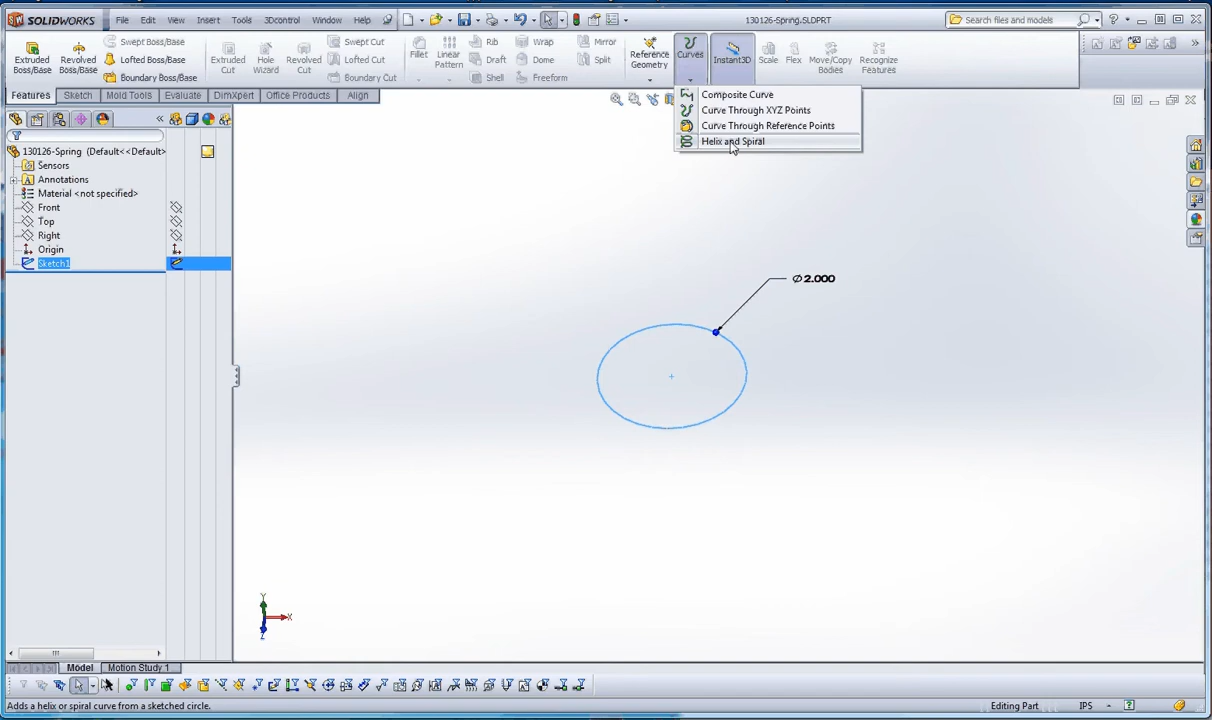 SOLIDWORKS File Edit View Insert Tools 3Dcontrol Window Help 130126-Spring.SLDPRT Search files and models
Extruded Boss/Base
Revolved Boss/Base
Swept Boss/Base
Lofted Boss/Base
Boundary Boss/Base
Extruded Cut
Hole Wizard
Revolved Cut
Swept Cut
Lofted Cut
Boundary Cut
Fillet
Linear Pattern
Rib
Draft
Shell
Wrap
Dome
Freeform
Mirror
Split
Reference Geometry
Curves
Instant3D
Scale
Flex
Move/Copy Bodies
Recognize Features
Features Sketch Mold Tools Evaluate DimXpert Office Products Align
Composite Curve
Curve Through XYZ Points
Curve Through Reference Points
Helix and Spiral
130126-Spring (Default<<Default>
Sensors
Annotations
Material <not specified>
Front
Top
Right
Origin
Sketch1
Ø2.000
Y
X
Z
Model Motion Study 1
Adds a helix or spiral curve from a sketched circle. Editing Part IPS